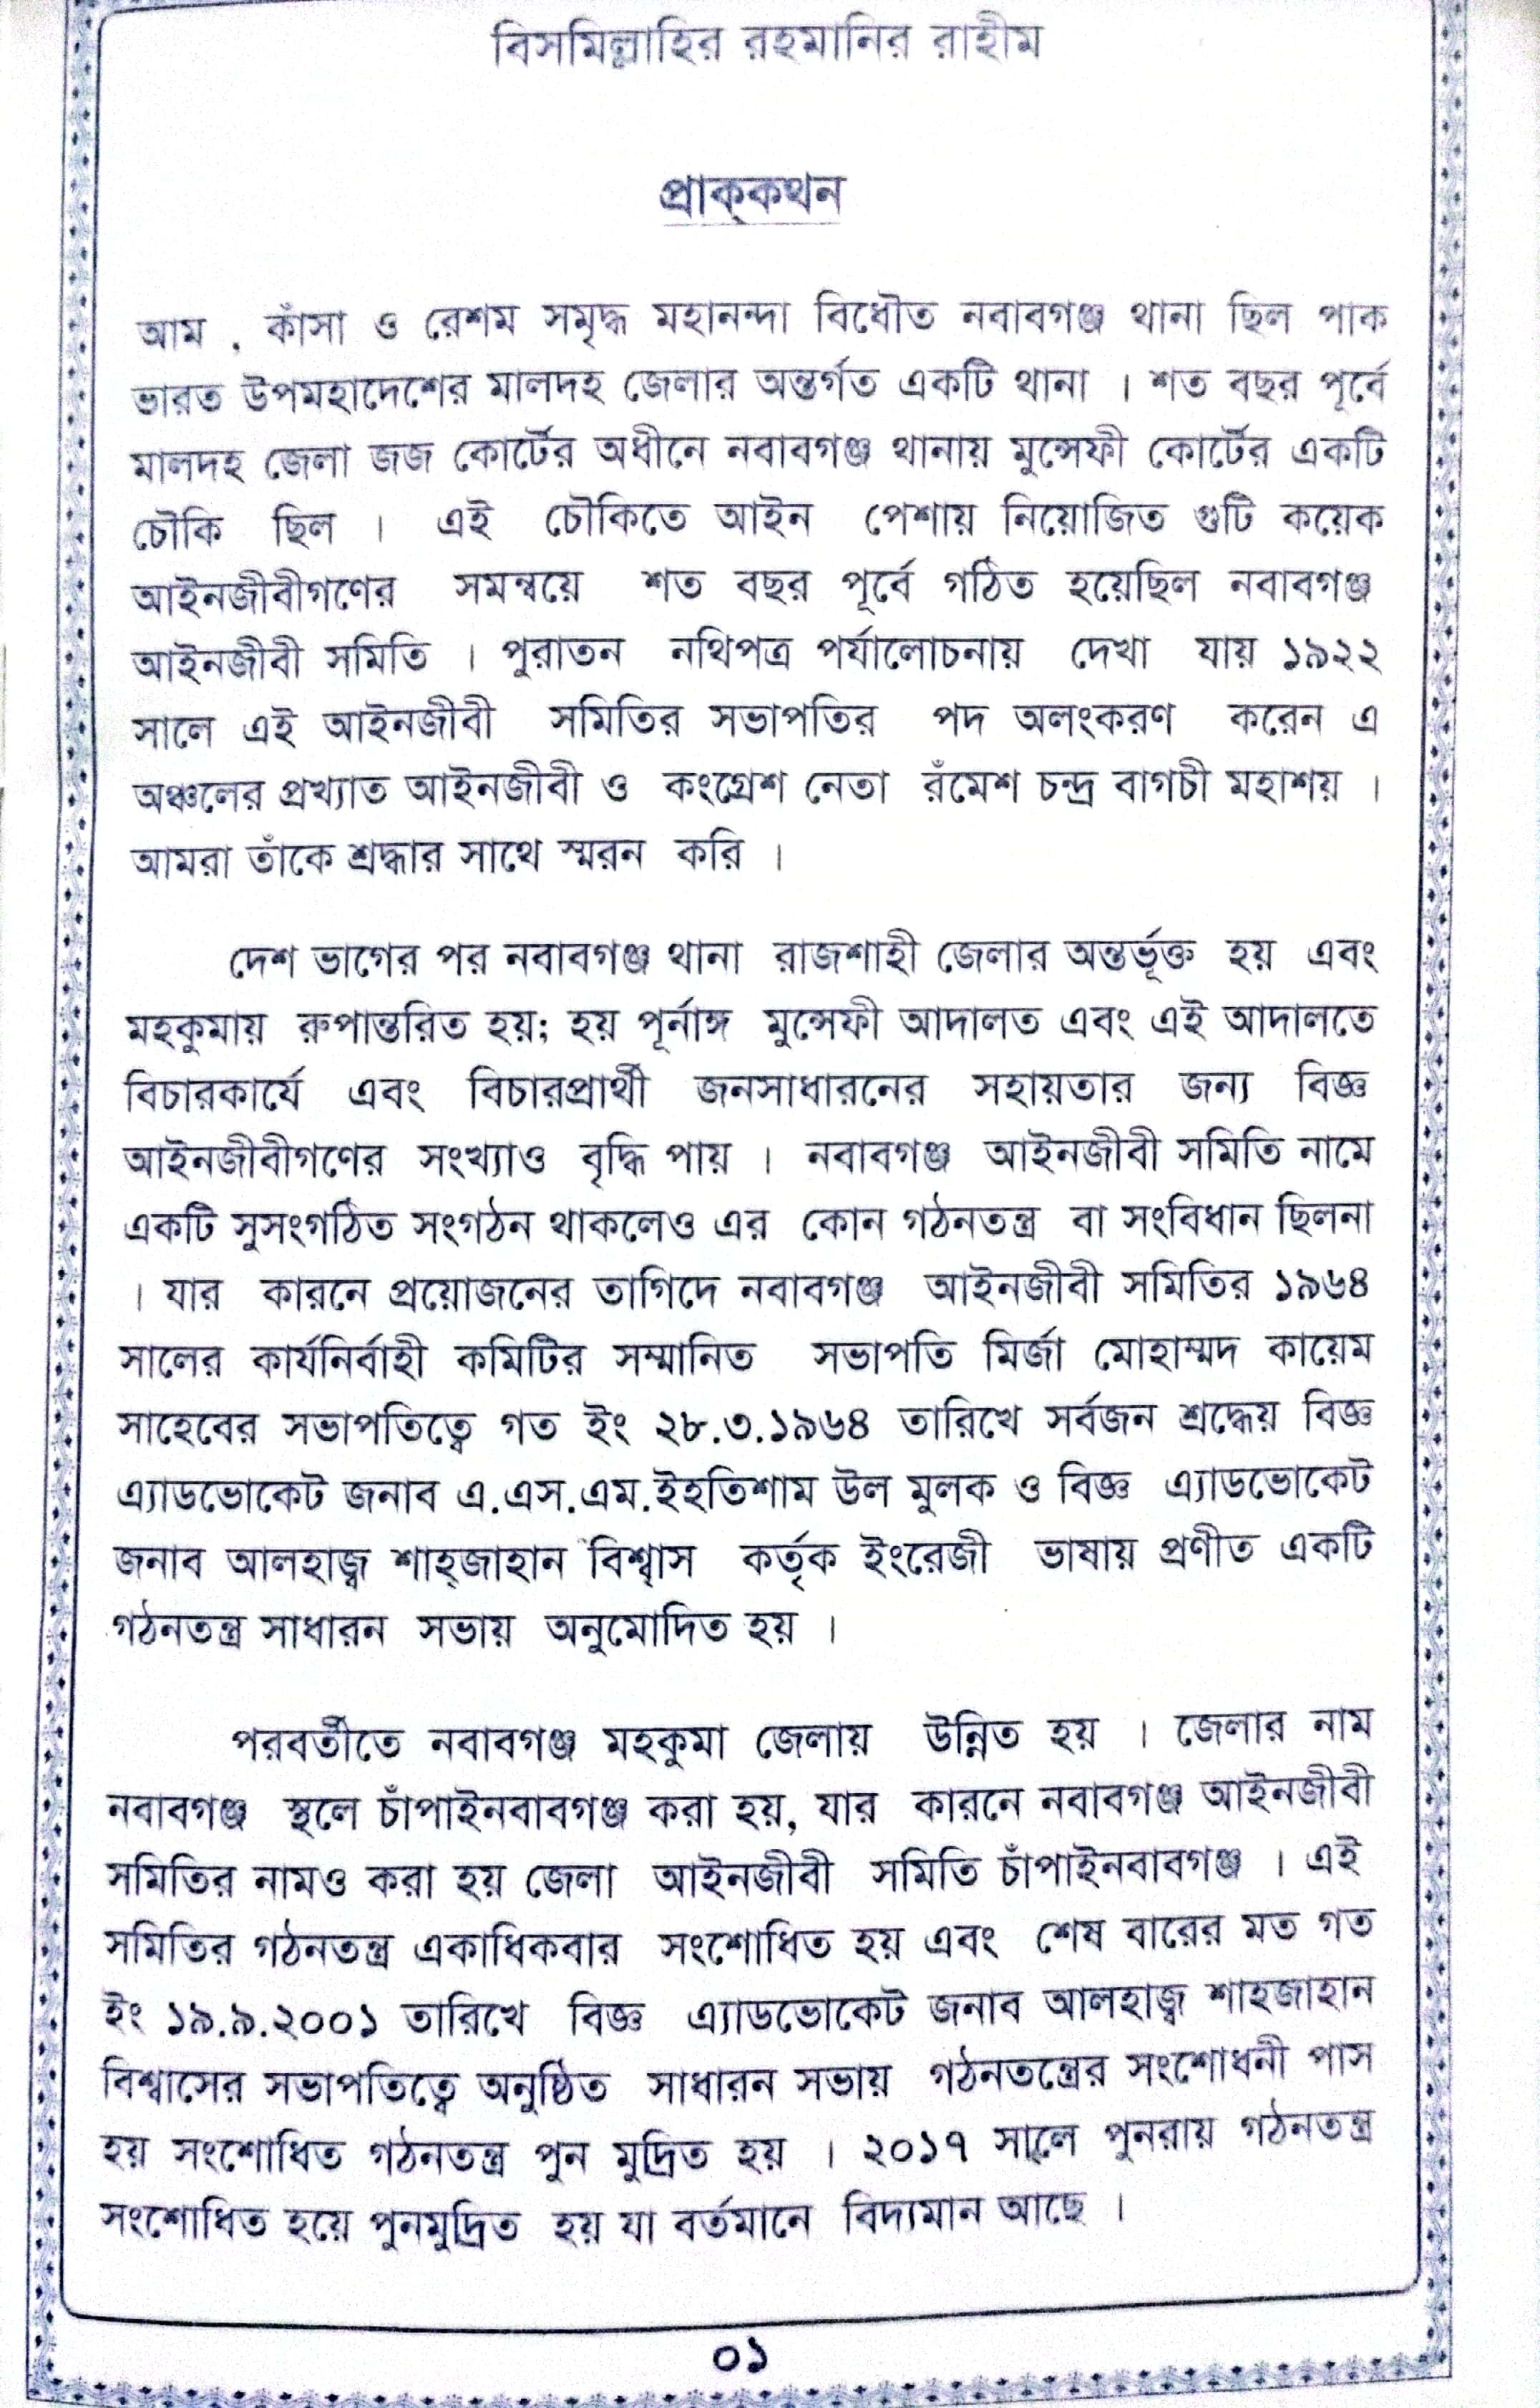 বিসমিল্লাহির রহমানির রাহীম
প্রাক্‌কথন
আম , কাঁসা ও রেশম সমৃদ্ধ মহানন্দা বিধৌত নবাবগঞ্জ থানা ছিল পাক
ভারত উপমহাদেশের মালদহ জেলার অন্তর্গত একটি থানা । শত বছর পূর্বে
মালদহ জেলা জজ কোর্টের অধীনে নবাবগঞ্জ থানায় মুন্সেফী কোর্টের একটি
চৌকি ছিল । এই চৌকিতে আইন পেশায় নিয়োজিত গুটি কয়েক
আইনজীবীগণের সমন্বয়ে শত বছর পূর্বে গঠিত হয়েছিল নবাবগঞ্জ
আইনজীবী সমিতি । পুরাতন নথিপত্র পর্যালোচনায় দেখা যায় ১৯২২
সালে এই আইনজীবী সমিতির সভাপতির পদ অলংকরণ করেন এ
অঞ্চলের প্রখ্যাত আইনজীবী ও কংগ্রেশ নেতা রঁমেশ চন্দ্র বাগচী মহাশয় ।
আমরা তাঁকে শ্রদ্ধার সাথে স্মরন করি ।
দেশ ভাগের পর নবাবগঞ্জ থানা রাজশাহী জেলার অন্তর্ভূক্ত হয় এবং
মহকুমায় রুপান্তরিত হয়; হয় পূর্নাঙ্গ মুন্সেফী আদালত এবং এই আদালতে
বিচারকার্যে এবং বিচারপ্রার্থী জনসাধারনের সহায়তার জন্য বিজ্ঞ
আইনজীবীগণের সংখ্যাও বৃদ্ধি পায় । নবাবগঞ্জ আইনজীবী সমিতি নামে
একটি সুসংগঠিত সংগঠন থাকলেও এর কোন গঠনতন্ত্র বা সংবিধান ছিলনা
। যার কারনে প্রয়োজনের তাগিদে নবাবগঞ্জ আইনজীবী সমিতির ১৯৬৪
সালের কার্যনির্বাহী কমিটির সম্মানিত সভাপতি মির্জা মোহাম্মদ কায়েম
সাহেবের সভাপতিত্বে গত ইং ২৮.৩.১৯৬৪ তারিখে সর্বজন শ্রদ্ধেয় বিজ্ঞ
এ্যাডভোকেট জনাব এ.এস.এম.ইহতিশাম উল মুলক ও বিজ্ঞ এ্যাডভোকেট
জনাব আলহাজ্ব শাহ্‌জাহান বিশ্বাস কর্তৃক ইংরেজী ভাষায় প্রণীত একটি
গঠনতন্ত্র সাধারন সভায় অনুমোদিত হয় ।
পরবর্তীতে নবাবগঞ্জ মহকুমা জেলায় উন্নিত হয় । জেলার নাম
নবাবগঞ্জ স্থলে চাঁপাইনবাবগঞ্জ করা হয়, যার কারনে নবাবগঞ্জ আইনজীবী
সমিতির নামও করা হয় জেলা আইনজীবী সমিতি চাঁপাইনবাবগঞ্জ । এই
সমিতির গঠনতন্ত্র একাধিকবার সংশোধিত হয় এবং শেষ বারের মত গত
ইং ১৯.৯.২০০১ তারিখে বিজ্ঞ এ্যাডভোকেট জনাব আলহাজ্ব শাহজাহান
বিশ্বাসের সভাপতিত্বে অনুষ্ঠিত সাধারন সভায় গঠনতন্ত্রের সংশোধনী পাস
হয় সংশোধিত গঠনতন্ত্র পুন মুদ্রিত হয় । ২০১৭ সালে পুনরায় গঠনতন্ত্র
সংশোধিত হয়ে পুনমুদ্রিত হয় যা বর্তমানে বিদ্যমান আছে ।
০১